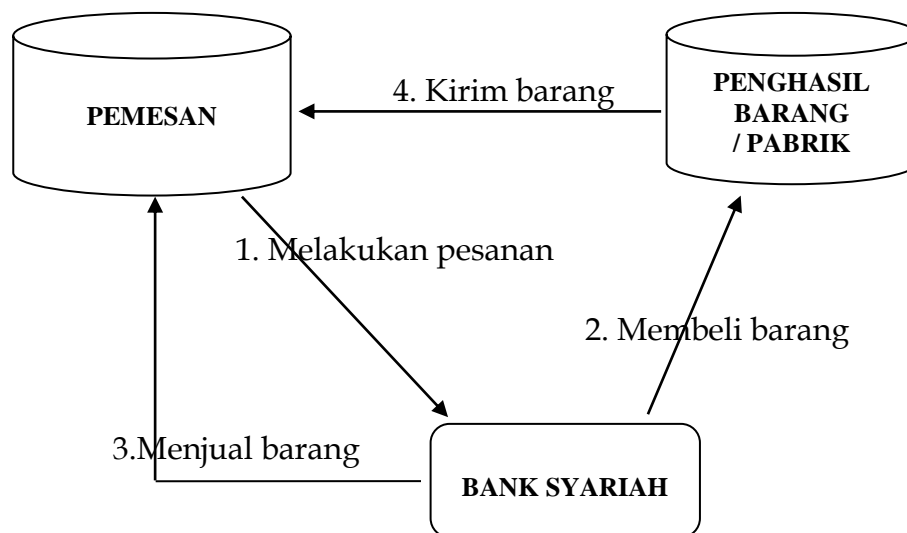 PEMESAN
4. Kirim barang
PENGHASIL
BARANG
/ PABRIK
1. Melakukan pesanan
2. Membeli barang
3.Menjual barang
BANK SYARIAH